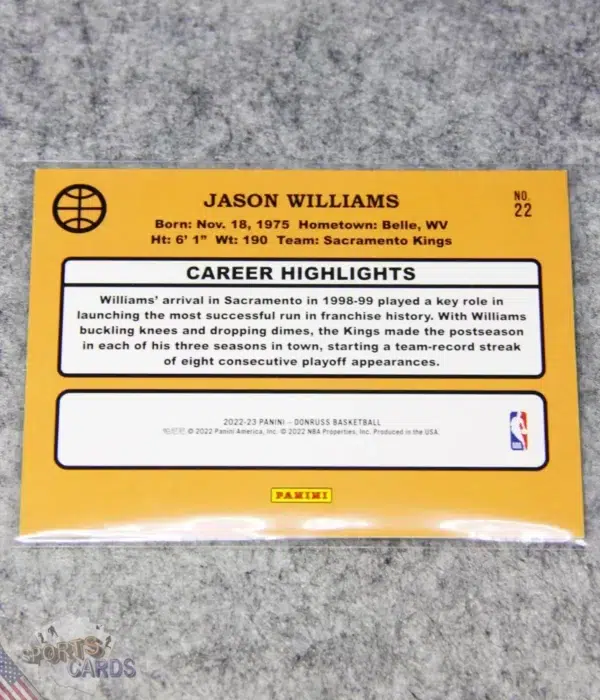 JASON WILLIAMS
NO.
22
Born: Nov. 18, 1975 Hometown: Belle, WV
Ht: 6' 1" Wt: 190 Team: Sacramento Kings
CAREER HIGHLIGHTS
Williams' arrival in Sacramento in 1998-99 played a key role in
launching the most successful run in franchise history. With Williams
buckling knees and dropping dimes, the Kings made the postseason
in each of his three seasons in town, starting a team-record streak
of eight consecutive playoff appearances.
2022-23 PANINI – DONRUSS BASKETBALL
© 2022 Panini America, Inc. © 2022 NBA Properties, Inc. Produced in the USA.
PANINI
SPORTS
CARDS